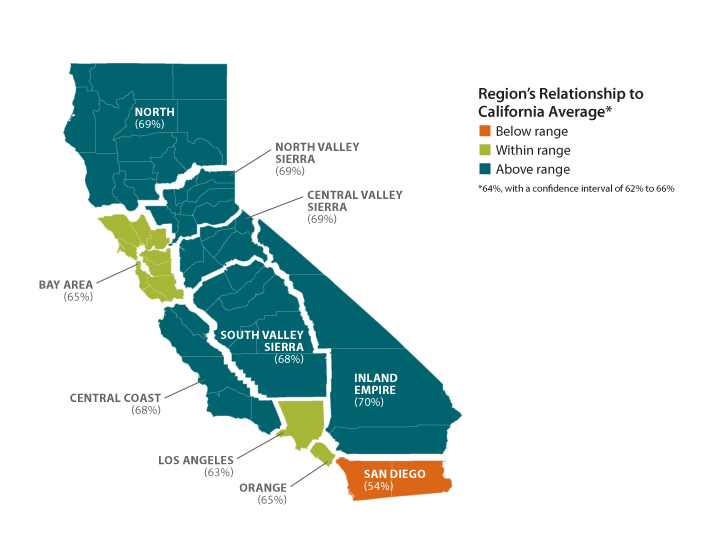 Region's Relationship to
California Average*
Below range
Within range
Above range
*64%, with a confidence interval of 62% to 66%
NORTH
(69%)
NORTH VALLEY
SIERRA
(69%)
CENTRAL VALLEY
SIERRA
(69%)
BAY AREA
(65%)
SOUTH VALLEY
SIERRA
(68%)
INLAND
EMPIRE
(70%)
CENTRAL COAST
(68%)
LOS ANGELES
(63%)
ORANGE
(65%)
SAN DIEGO
(54%)